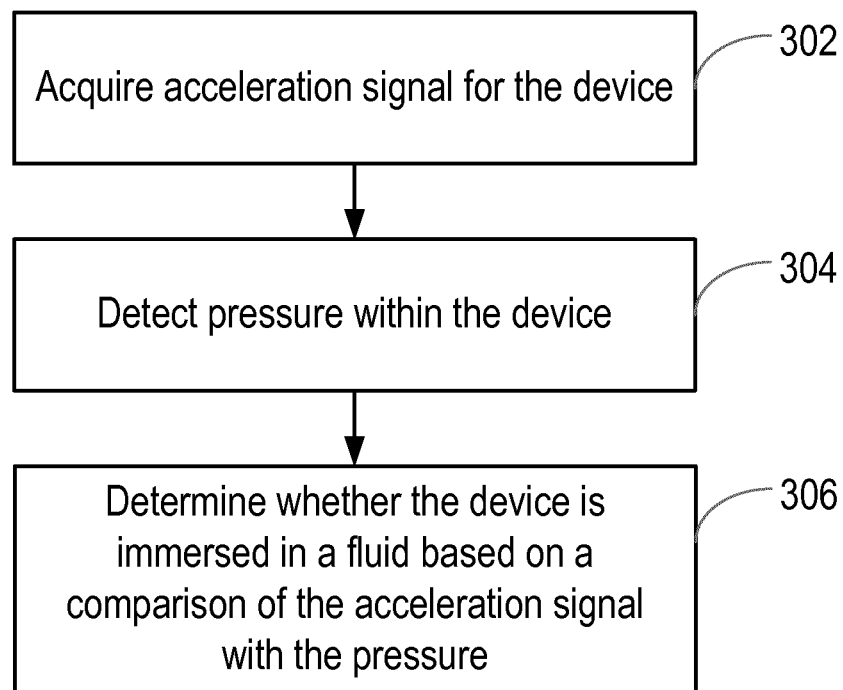 Acquire acceleration signal for the device
302
Detect pressure within the device
304
Determine whether the device is
immersed in a fluid based on a
comparison of the acceleration signal
with the pressure
306